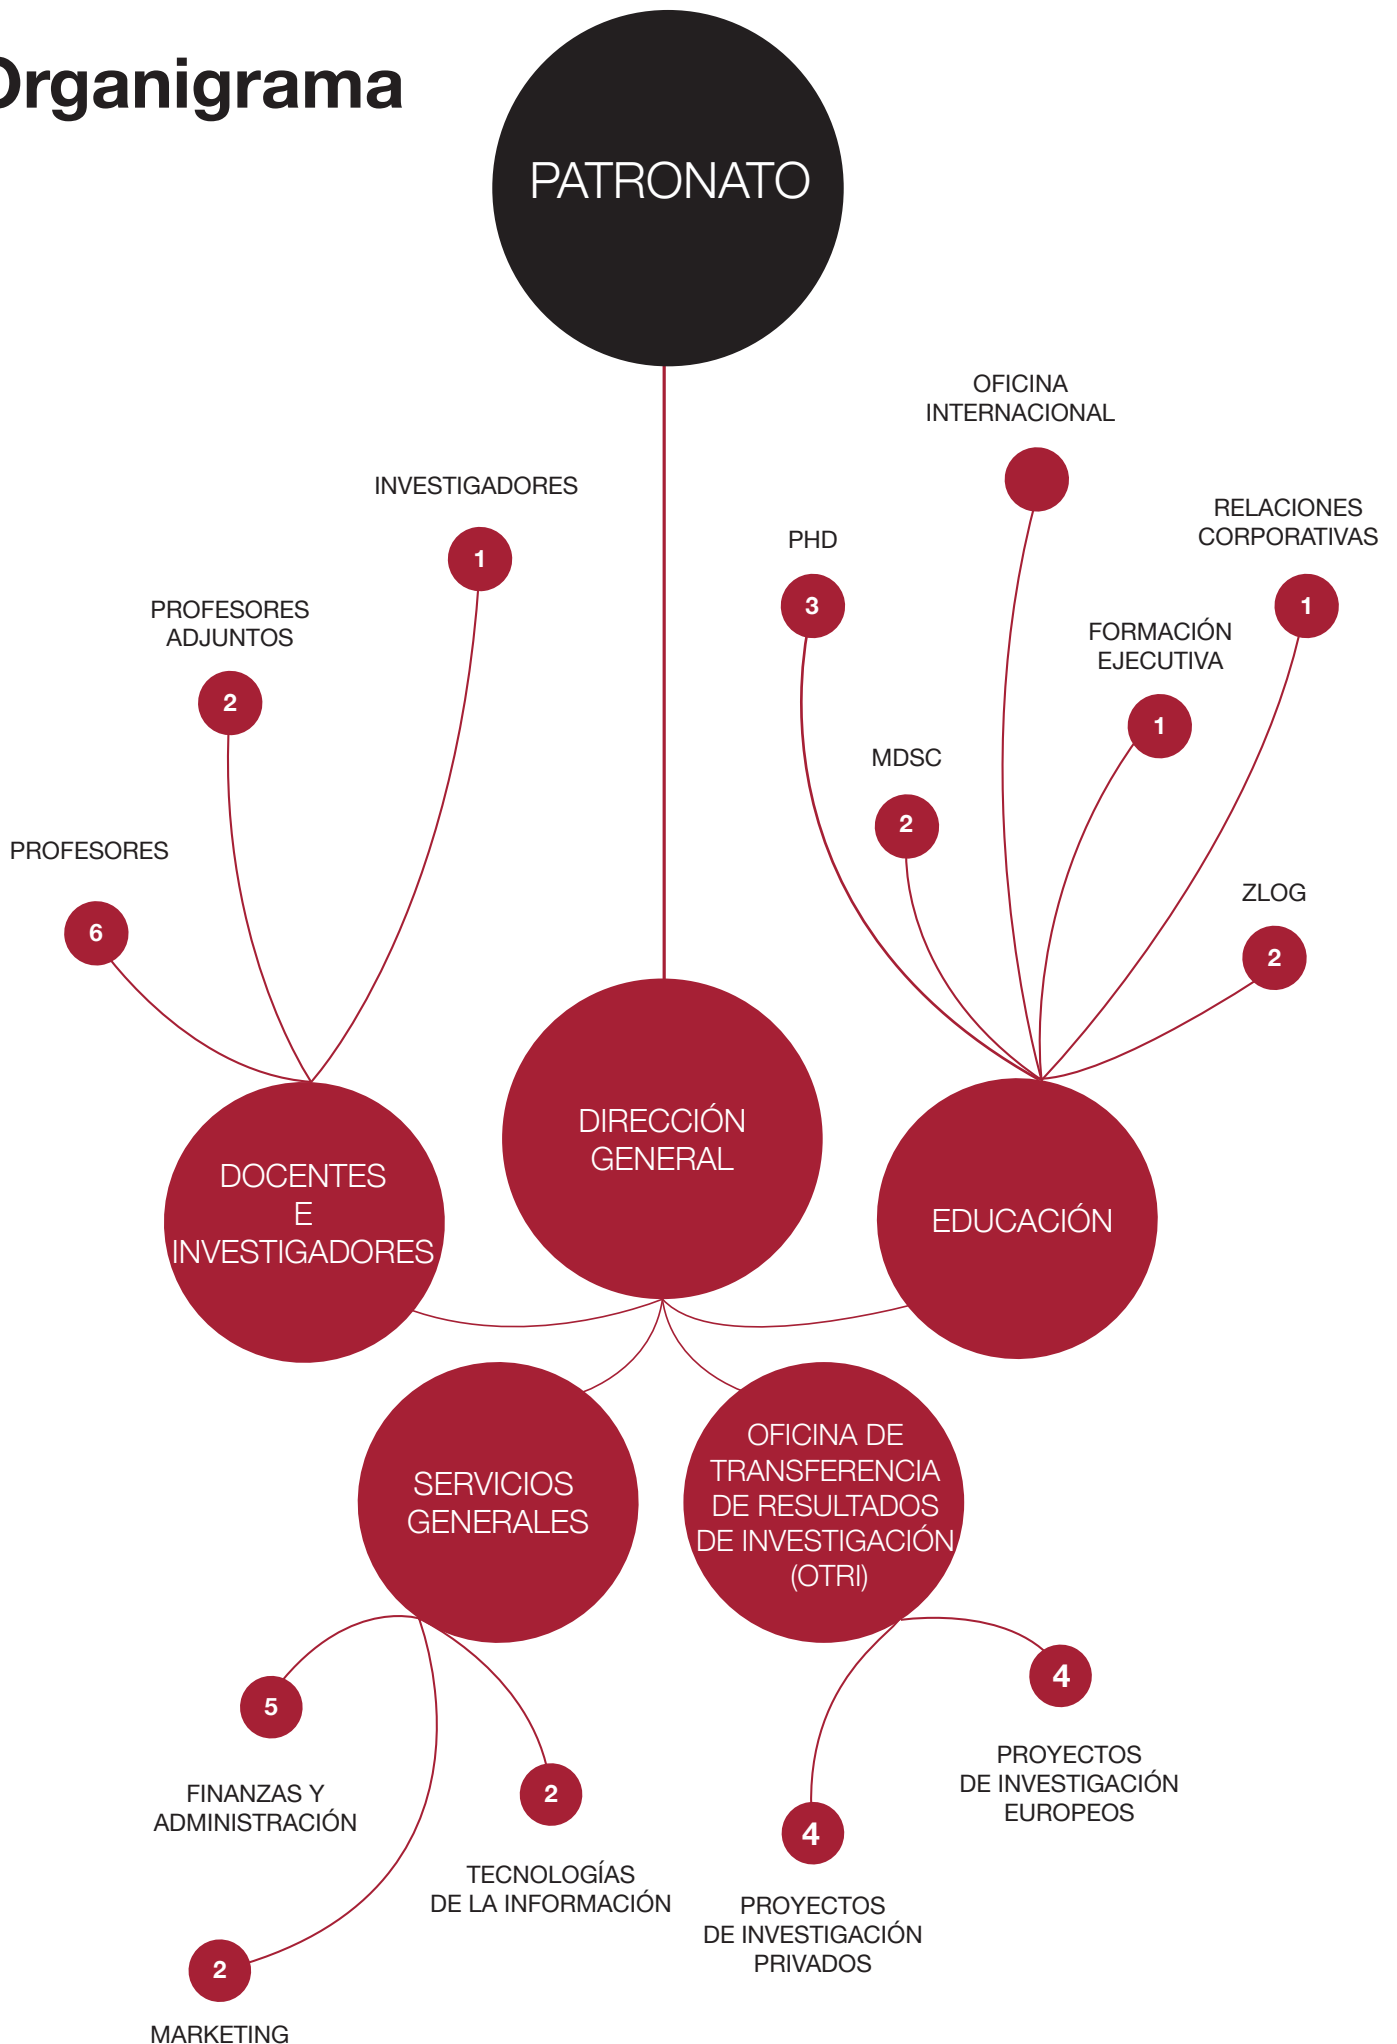 Organigrama
PATRONATO
OFICINA
INTERNACIONAL
INVESTIGADORES
1
RELACIONES
CORPORATIVAS
1
PHD
3
PROFESORES
ADJUNTOS
2
FORMACIÓN
EJECUTIVA
1
MDSC
2
PROFESORES
6
ZLOG
2
DOCENTES
E
INVESTIGADORES
DIRECCIÓN
GENERAL
EDUCACIÓN
SERVICIOS
GENERALES
OFICINA DE
TRANSFERENCIA
DE RESULTADOS
DE INVESTIGACIÓN
(OTRI)
5
FINANZAS Y
ADMINISTRACIÓN
2
TECNOLOGÍAS
DE LA INFORMACIÓN
2
MARKETING
4
PROYECTOS
DE INVESTIGACIÓN
PRIVADOS
4
PROYECTOS
DE INVESTIGACIÓN
EUROPEOS